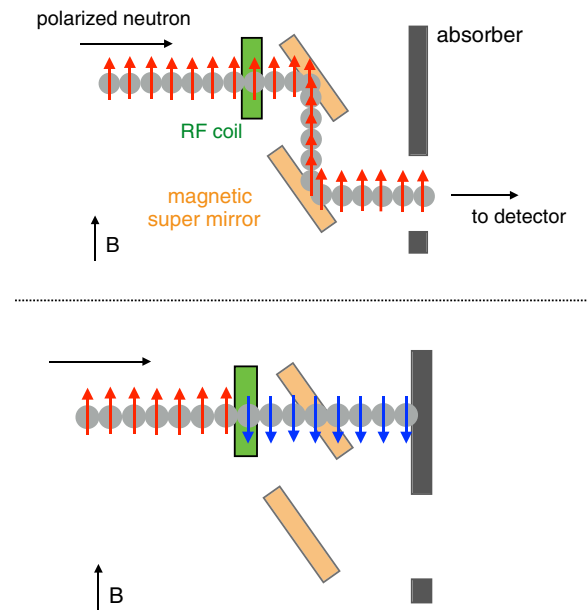 polarized neutron
absorber
RF coil
magnetic
super mirror
to detector
B
B